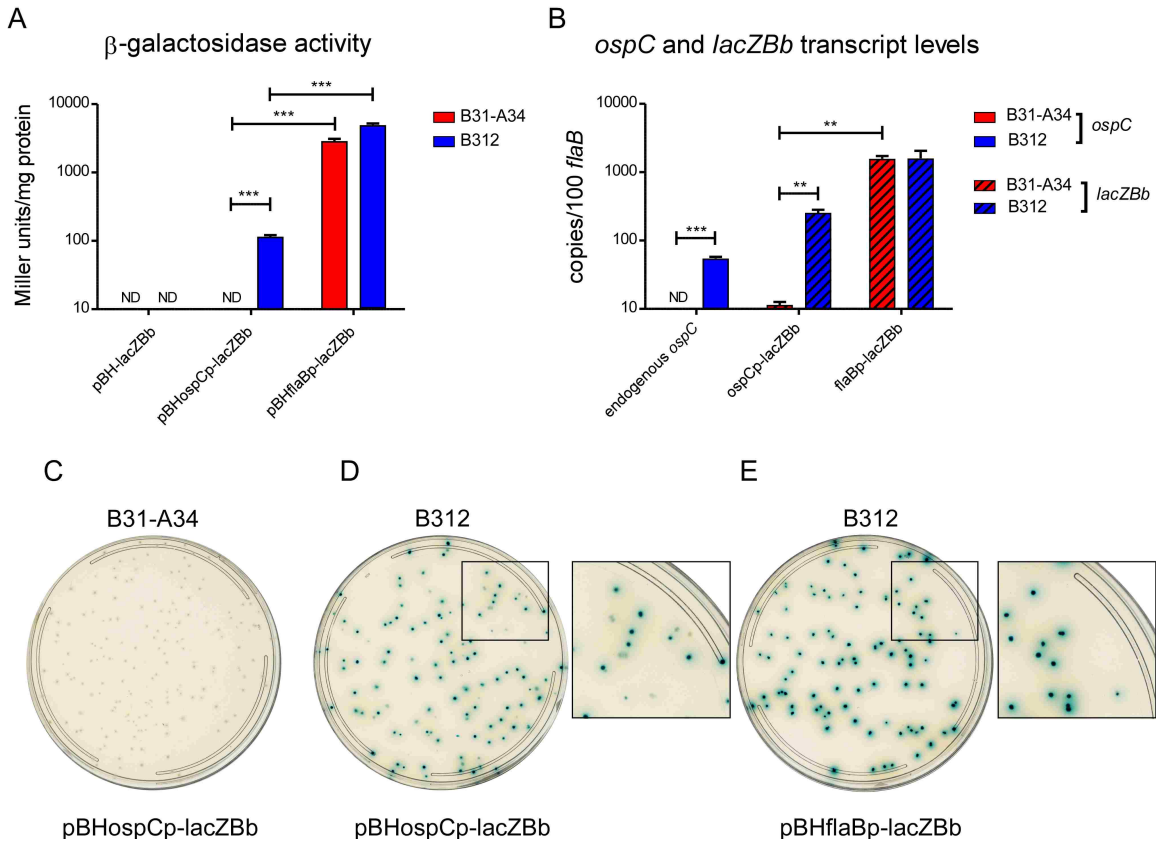 A
β-galactosidase activity
Miller units/mg protein
10000
1000
100
10
ND
ND
ND
***
***
***
pBH-lacZBb
pBHospCp-lacZBb
pBHflaBp-lacZBb
B31-A34
B312
B
ospC and lacZBb transcript levels
copies/100 flaB
10000
1000
100
10
ND
***
**
**
endogenous ospC
ospCp-lacZBb
flaBp-lacZBb
B31-A34
B312
ospC
B31-A34
B312
lacZBb
C
B31-A34
pBHospCp-lacZBb
D
B312
pBHospCp-lacZBb
E
B312
pBHflaBp-lacZBb